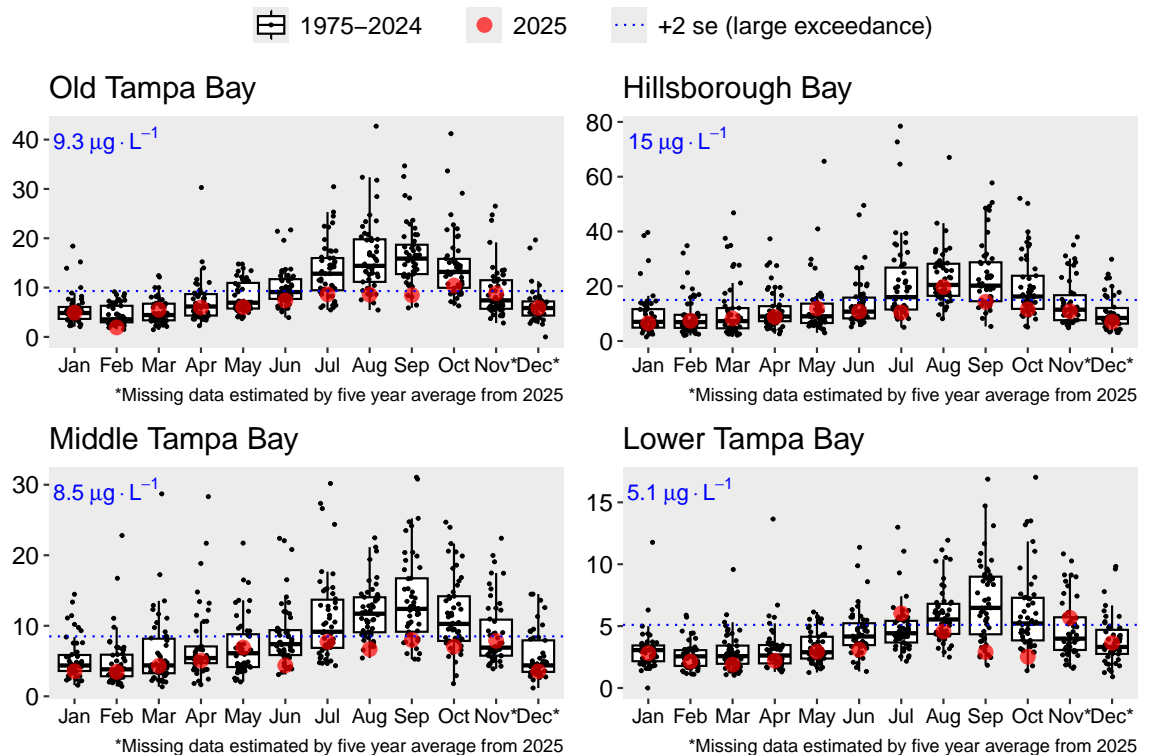 1975−2024 2025 +2 se (large exceedance)
Old Tampa Bay
9.3 μg⋅L⁻¹
40
30
20
10
0
Jan Feb Mar Apr May Jun Jul Aug Sep Oct Nov*Dec*
*Missing data estimated by five year average from 2025
Hillsborough Bay
15 μg⋅L⁻¹
80
60
40
20
0
Jan Feb Mar Apr May Jun Jul Aug Sep Oct Nov*Dec*
*Missing data estimated by five year average from 2025
Middle Tampa Bay
8.5 μg⋅L⁻¹
30
20
10
0
Jan Feb Mar Apr May Jun Jul Aug Sep Oct Nov*Dec*
*Missing data estimated by five year average from 2025
Lower Tampa Bay
5.1 μg⋅L⁻¹
15
10
5
0
Jan Feb Mar Apr May Jun Jul Aug Sep Oct Nov*Dec*
*Missing data estimated by five year average from 2025